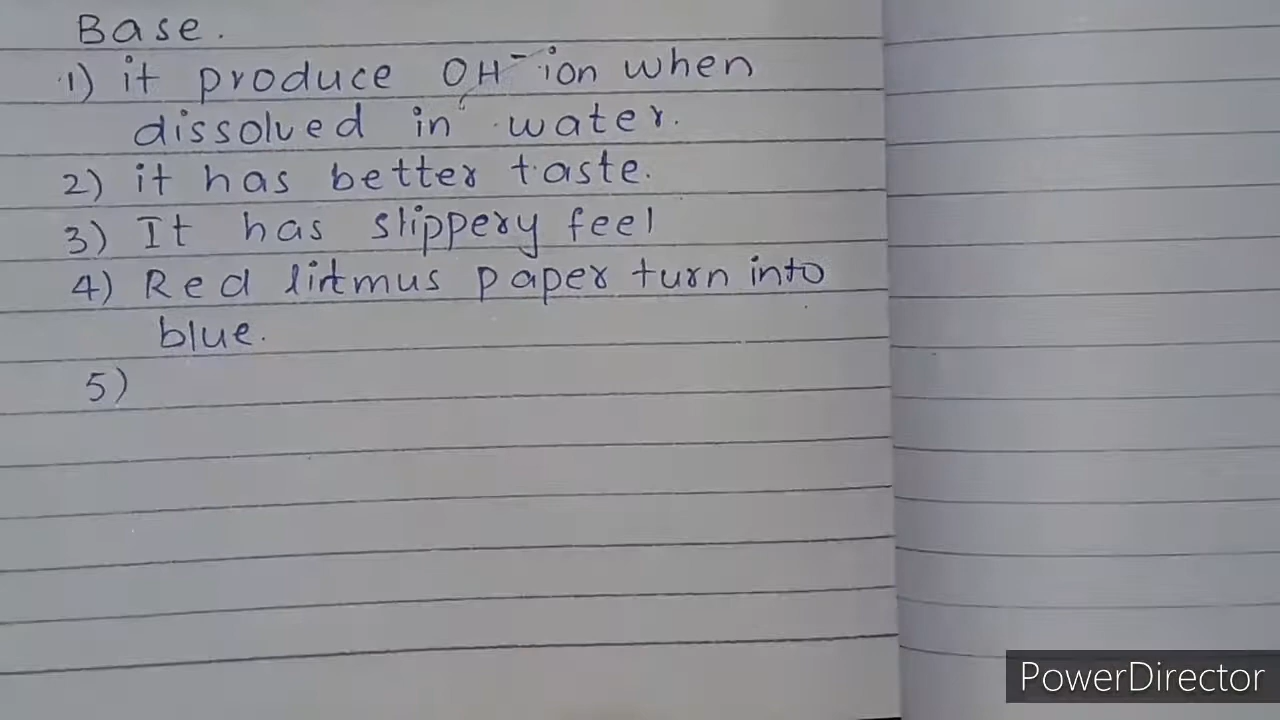 Base.
1) it produce OH⁻ ion when
dissolved in water.
2) it has better taste.
3) It has slippery feel
4) Red litmus paper turn into
blue.
5)
PowerDirector